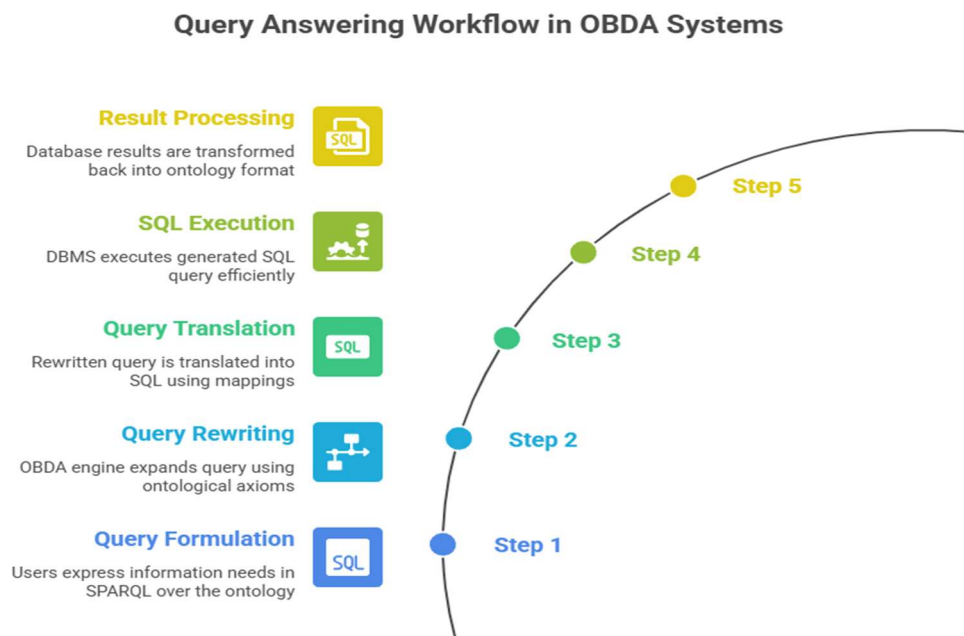 Query Answering Workflow in OBDA Systems
Result Processing
SQL
Database results are transformed
back into ontology format
Step 5
SQL Execution
DBMS executes generated SQL
query efficiently
Step 4
Query Translation
SQL
Rewritten query is translated into
SQL using mappings
Step 3
Query Rewriting
OBDA engine expands query using
ontological axioms
Step 2
Query Formulation
SQL
Users express information needs in
SPARQL over the ontology
Step 1